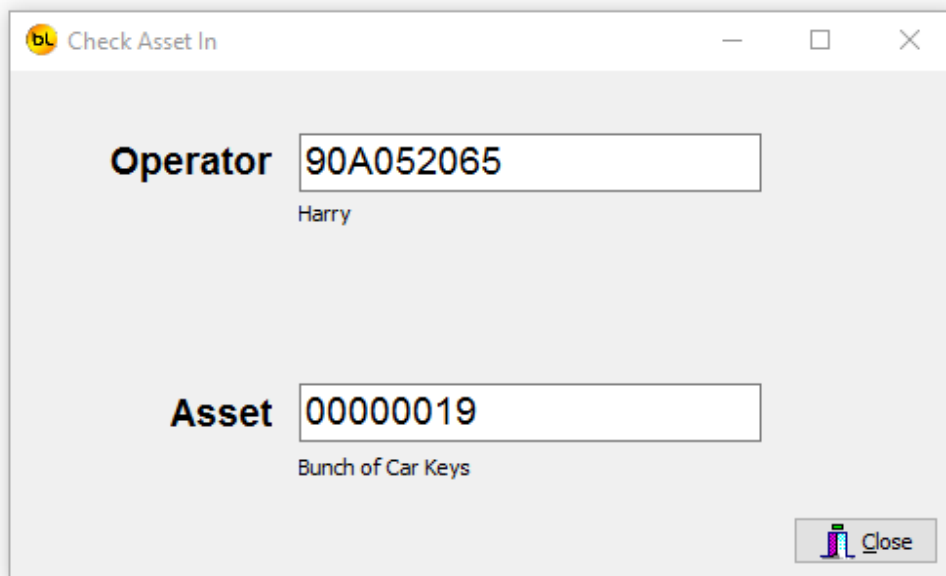 bL Check Asset In
Operator 90A052065
Harry
Asset 00000019
Bunch of Car Keys
Close